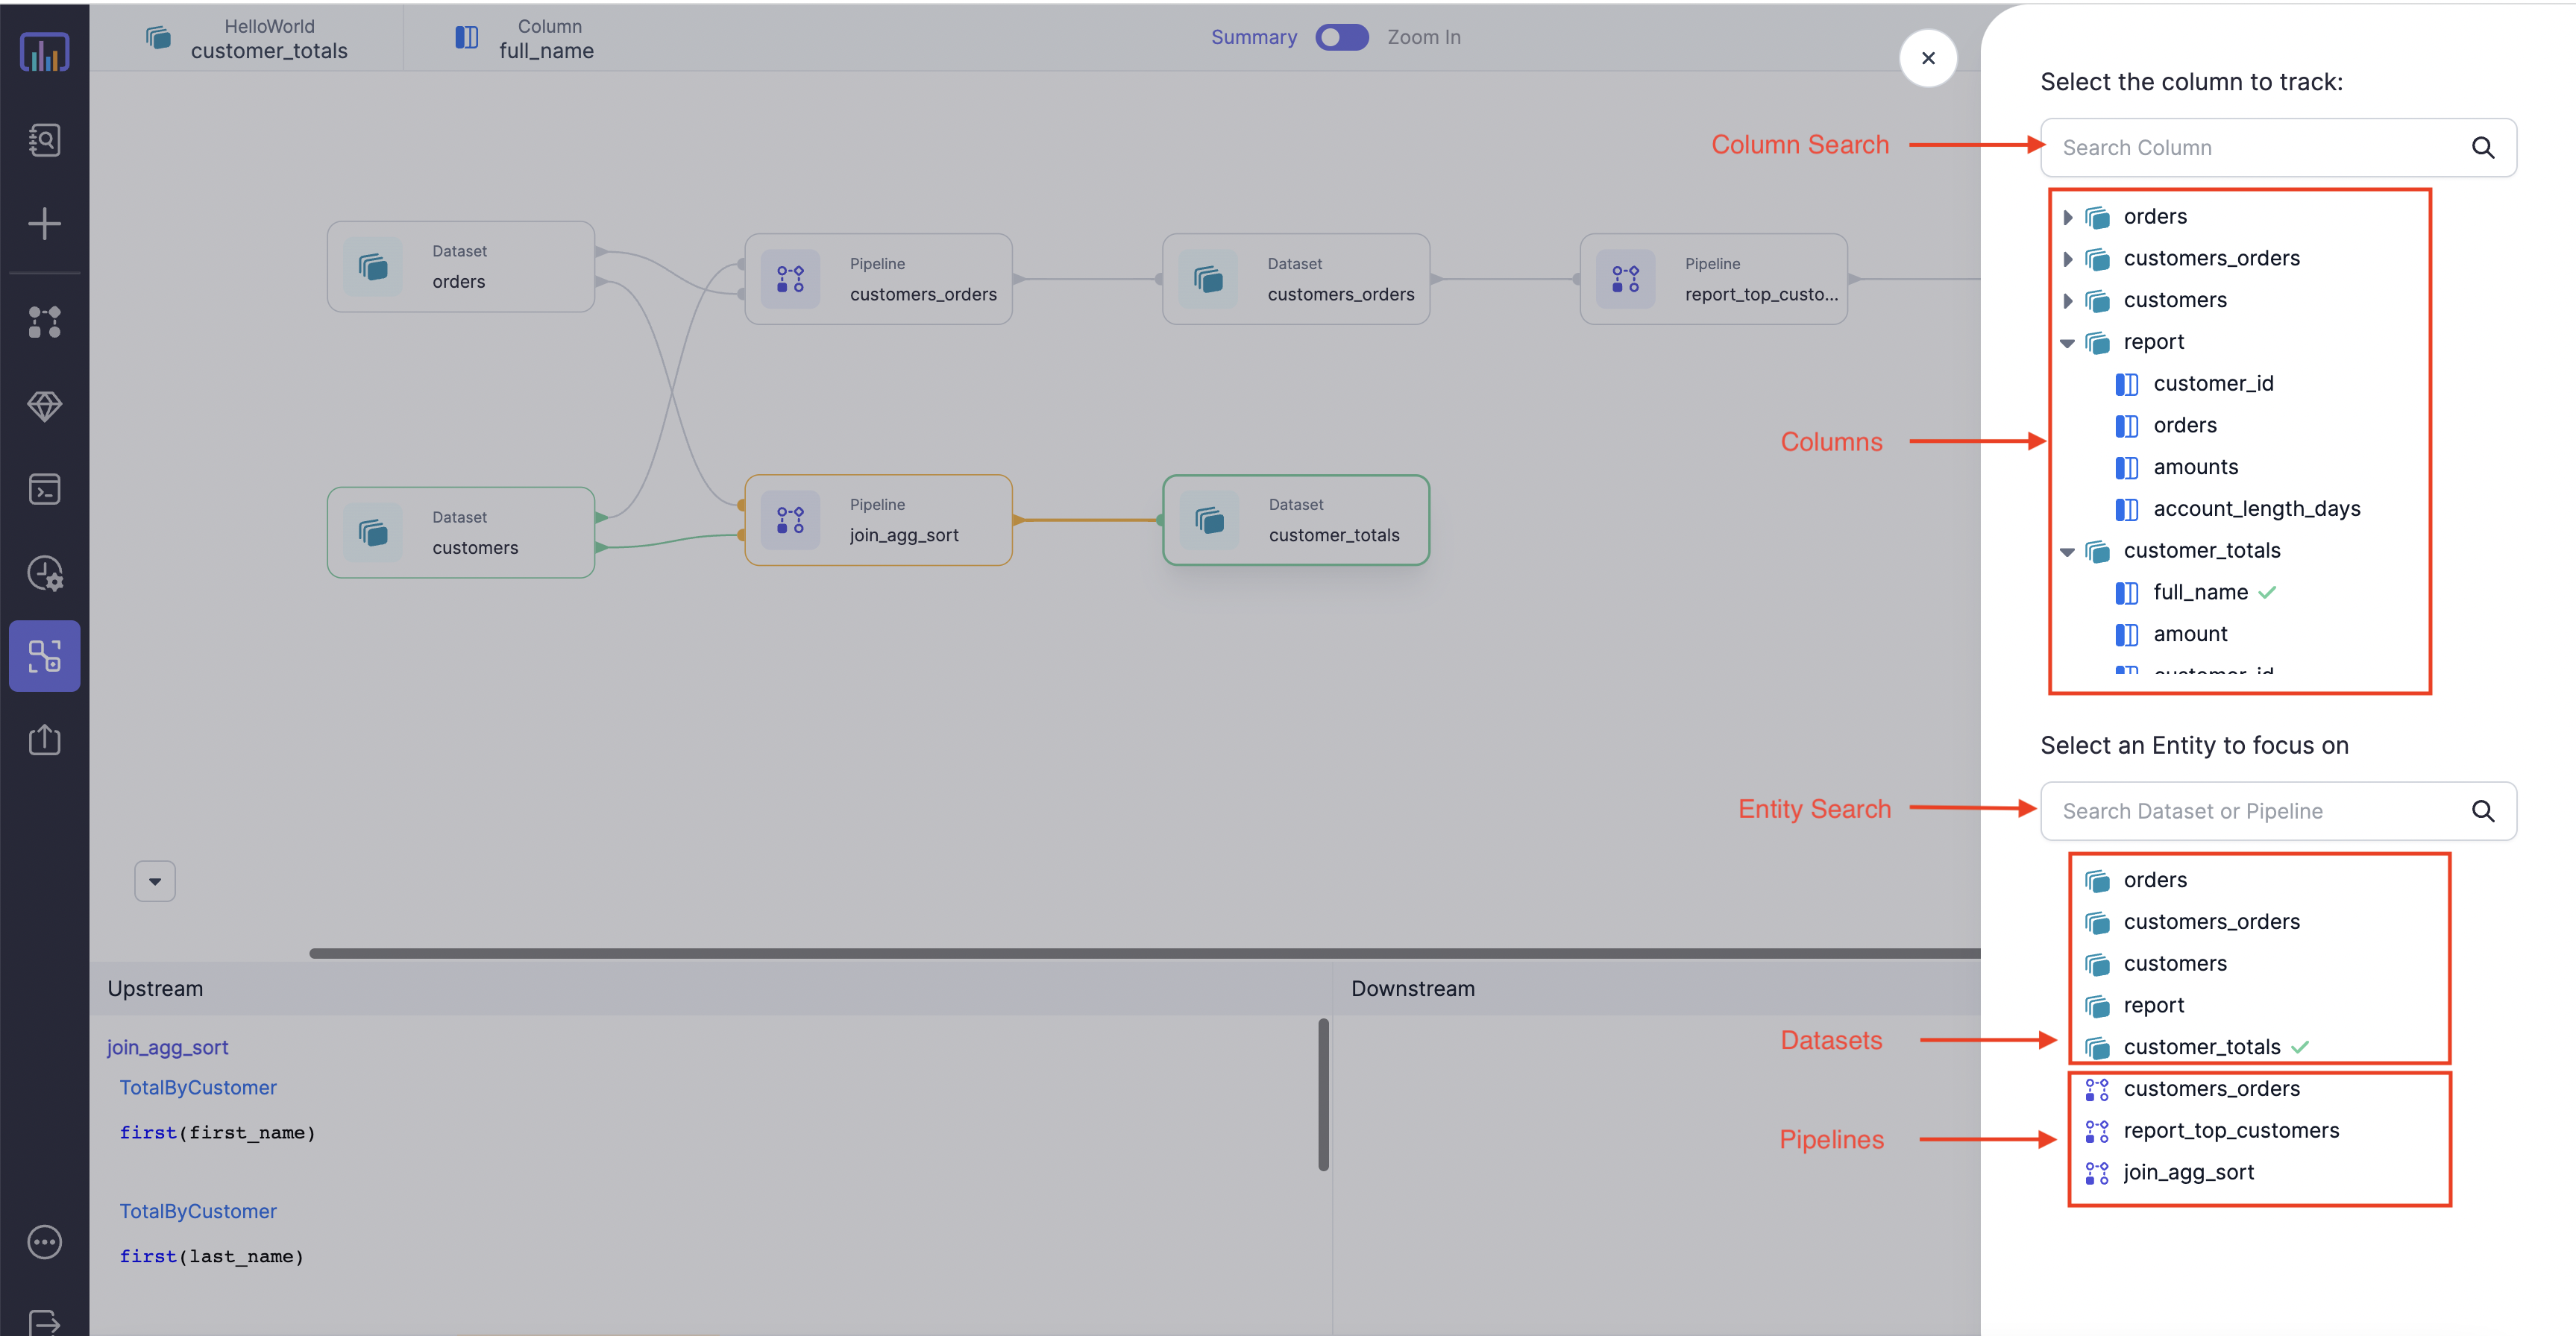 HelloWorld
customer_totals
Column
full_name
Summary
Zoom In
Dataset
orders
Pipeline
customers_orders
Dataset
customers_orders
Pipeline
report_top_custo...
Dataset
customers
Pipeline
join_agg_sort
Dataset
customer_totals
Upstream
join_agg_sort
TotalByCustomer
first(first_name)
TotalByCustomer
first(last_name)
Downstream
Select the column to track:
Column Search
Search Column
orders
customers_orders
customers
report
customer_id
orders
Columns
amounts
account_length_days
customer_totals
full_name
amount
customer_id
Select an Entity to focus on
Entity Search
Search Dataset or Pipeline
orders
customers_orders
customers
report
Datasets
customer_totals
customers_orders
Pipelines
report_top_customers
join_agg_sort